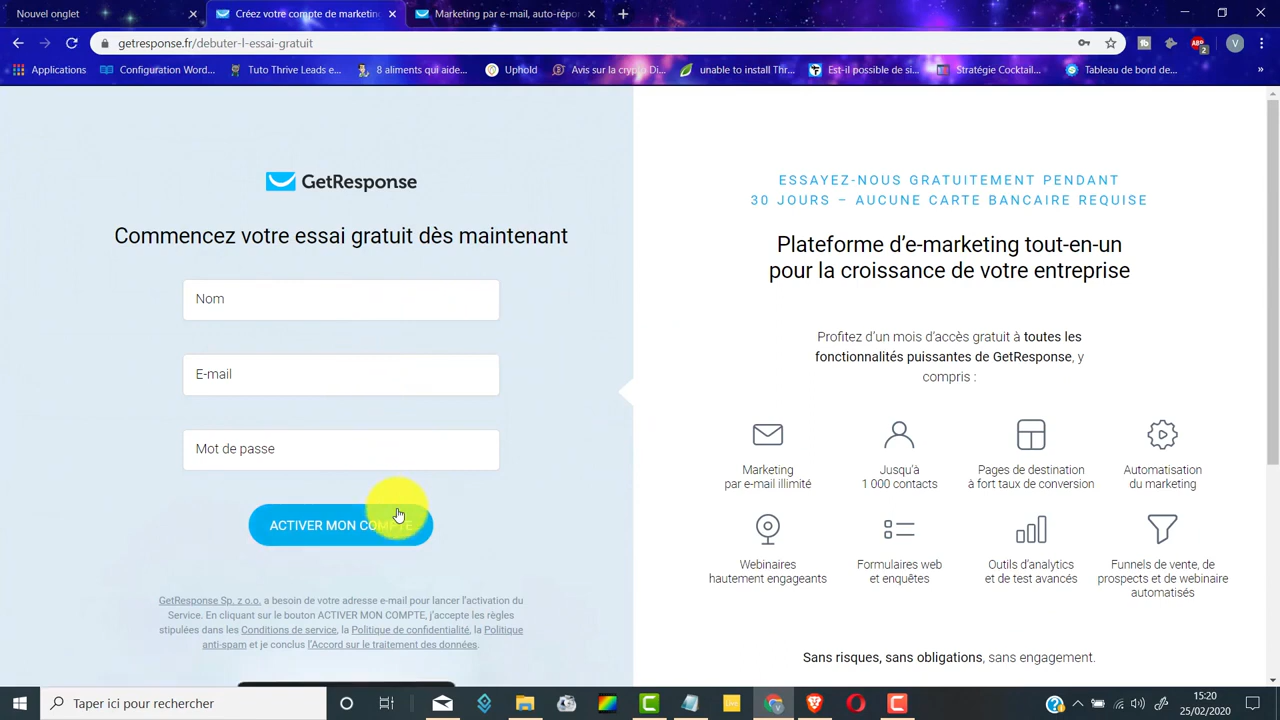 Nouvel onglet
Créez votre compte de marketin
Marketing par e-mail, auto-répo
getresponse.fr/debuter-l-essai-gratuit
V
Applications
Configuration Word...
Tuto Thrive Leads e...
8 aliments qui aide...
Uphold
Avis sur la crypto Di...
unable to install Thr...
Est-il possible de si...
Stratégie Cocktail...
Tableau de bord de...
»
GetResponse
Commencez votre essai gratuit dès maintenant
Nom
E-mail
Mot de passe
ACTIVER MON COMPTE
GetResponse Sp. z o.o. a besoin de votre adresse e-mail pour lancer l'activation du
Service. En cliquant sur le bouton ACTIVER MON COMPTE, j'accepte les règles
stipulées dans les Conditions de service, la Politique de confidentialité, la Politique
anti-spam et je conclus l'Accord sur le traitement des données.
ESSAYEZ-NOUS GRATUITEMENT PENDANT
30 JOURS – AUCUNE CARTE BANCAIRE REQUISE
Plateforme d'e-marketing tout-en-un
pour la croissance de votre entreprise
Profitez d'un mois d'accès gratuit à toutes les
fonctionnalités puissantes de GetResponse, y
compris :
Marketing
par e-mail illimité
Jusqu'à
1 000 contacts
Pages de destination
à fort taux de conversion
Automatisation
du marketing
Webinaires
hautement engageants
Formulaires web
et enquêtes
Outils d'analytics
et de test avancés
Funnels de vente, de
prospects et de webinaire
automatisés
Sans risques, sans obligations, sans engagement.
Taper ici pour rechercher
15:20
25/02/2020